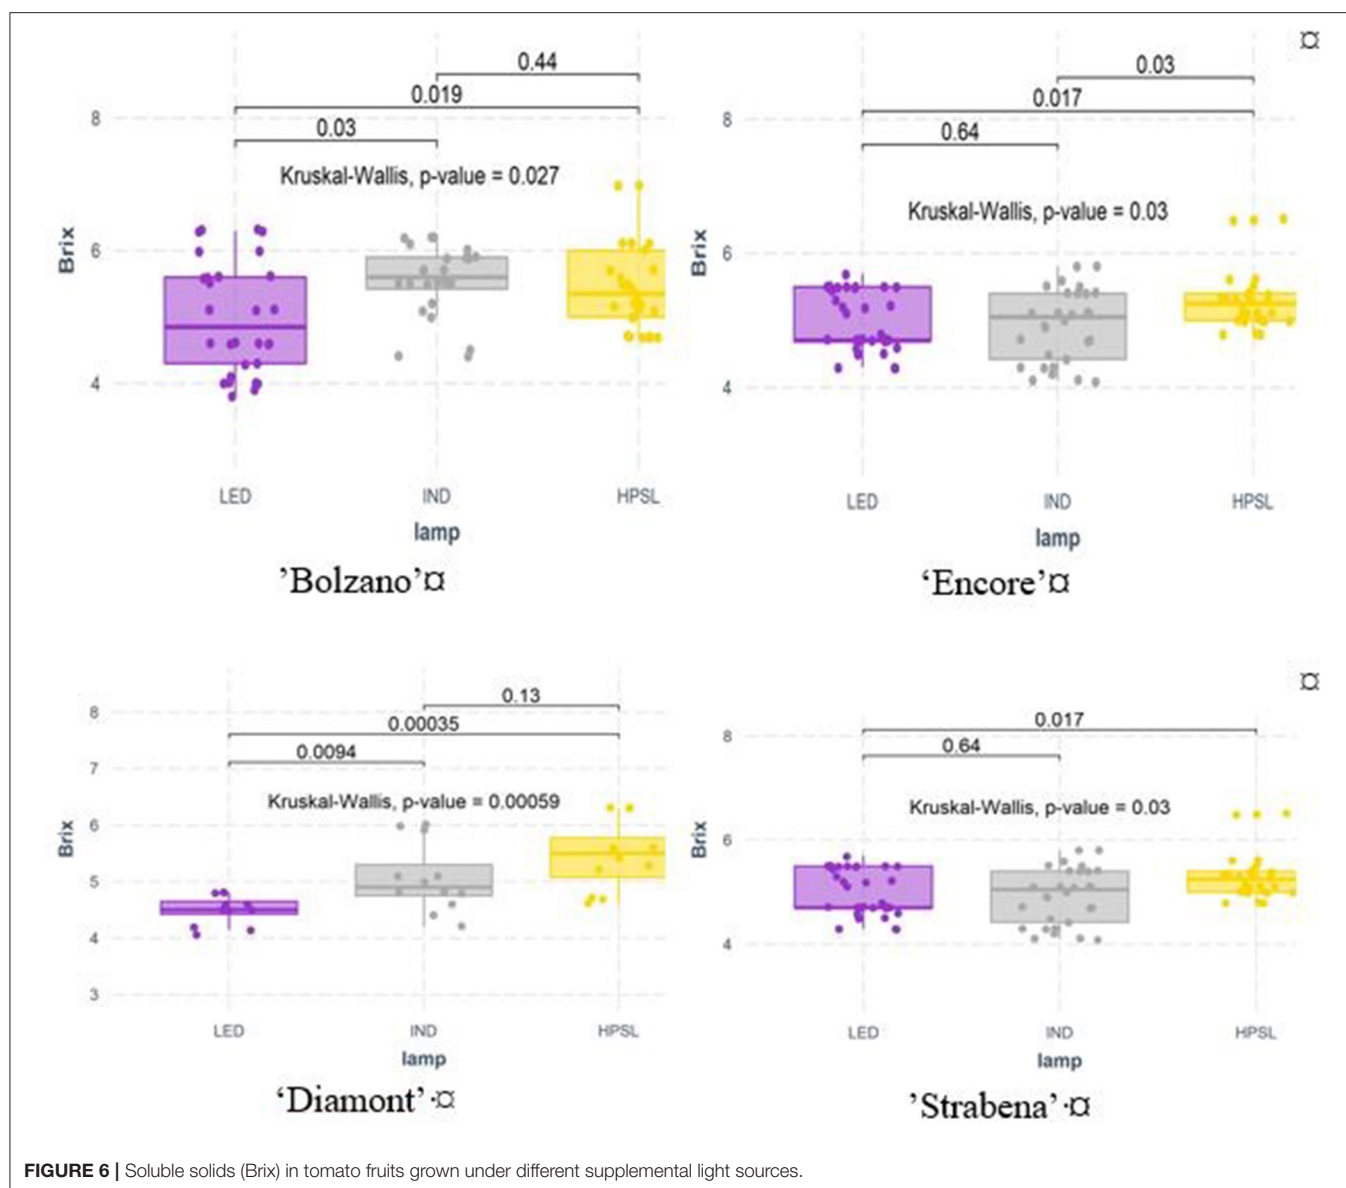 ¤
0.44
0.019
0.03
Kruskal-Wallis, p-value = 0.027
8
6
4
Brix
LED IND HPSL
lamp
’Bolzano’¤
0.03
0.017
0.64
Kruskal-Wallis, p-value = 0.03
8
6
4
Brix
LED IND HPSL
lamp
‘Encore’¤
0.13
0.00035
0.0094
Kruskal-Wallis, p-value = 0.00059
8
7
6
5
4
3
Brix
LED IND HPSL
lamp
‘Diamont’·¤
¤
0.017
0.64
Kruskal-Wallis, p-value = 0.03
8
6
4
Brix
LED IND HPSL
lamp
’Strabena’·¤
FIGURE 6 | Soluble solids (Brix) in tomato fruits grown under different supplemental light sources.